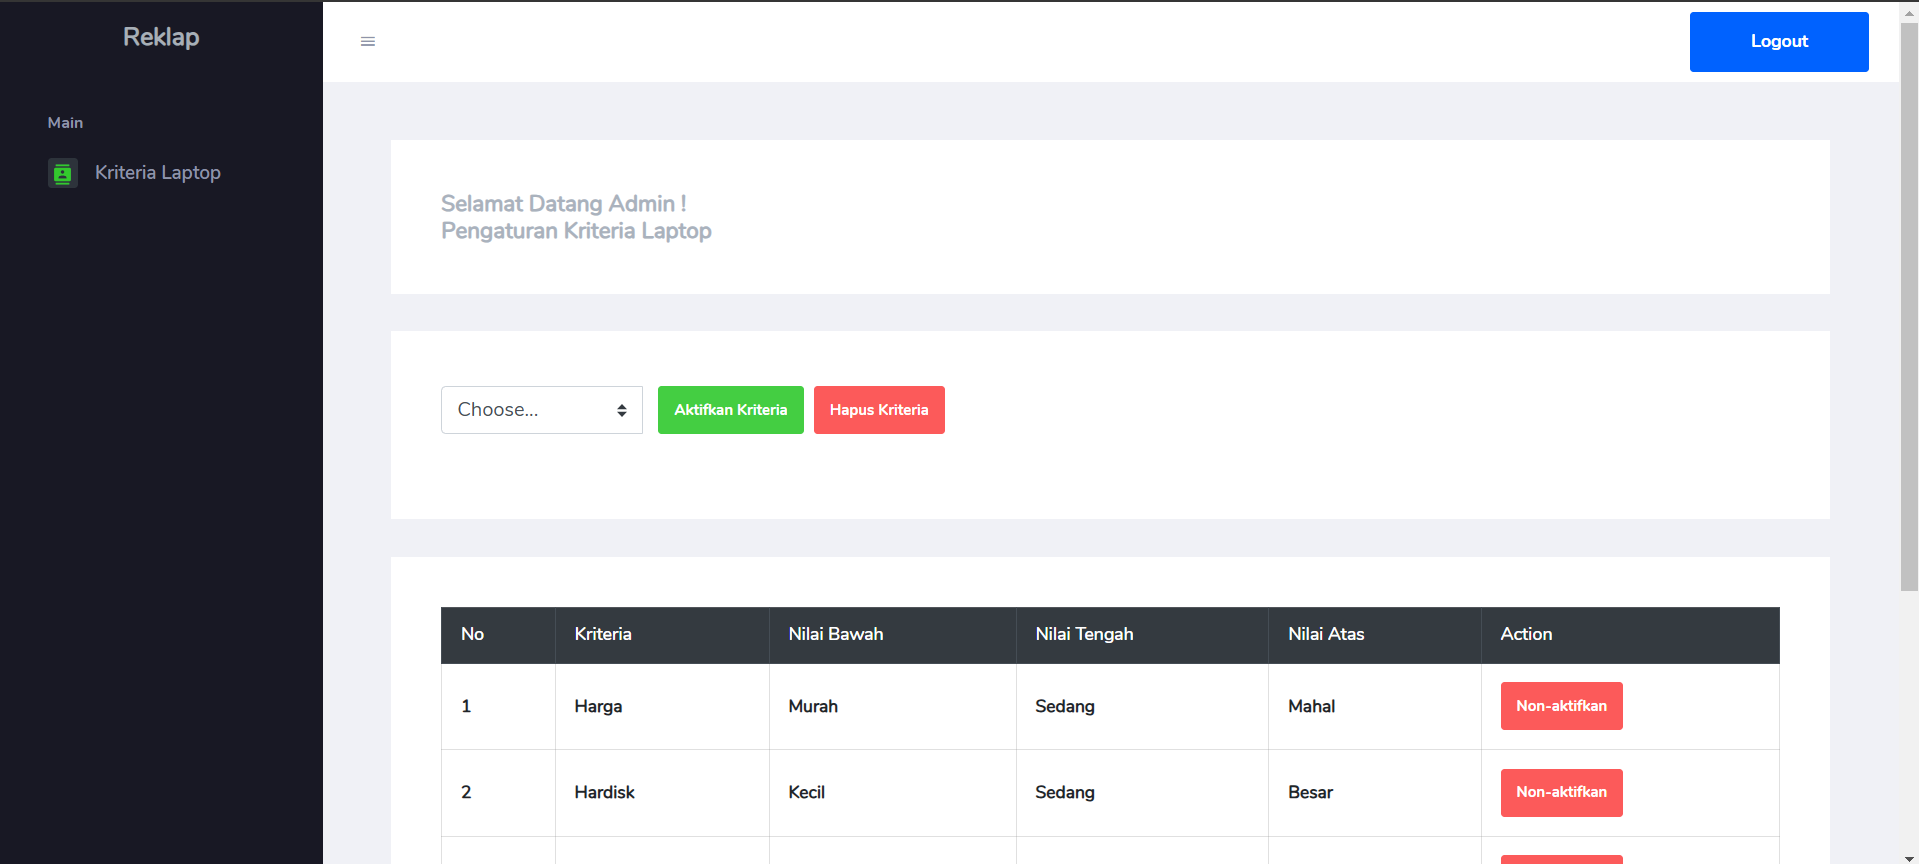 Reklap
Logout
Main
Kriteria Laptop
Selamat Datang Admin !
Pengaturan Kriteria Laptop
Choose... Aktifkan Kriteria Hapus Kriteria
No Kriteria Nilai Bawah Nilai Tengah Nilai Atas Action
1 Harga Murah Sedang Mahal Non-aktifkan
2 Hardisk Kecil Sedang Besar Non-aktifkan